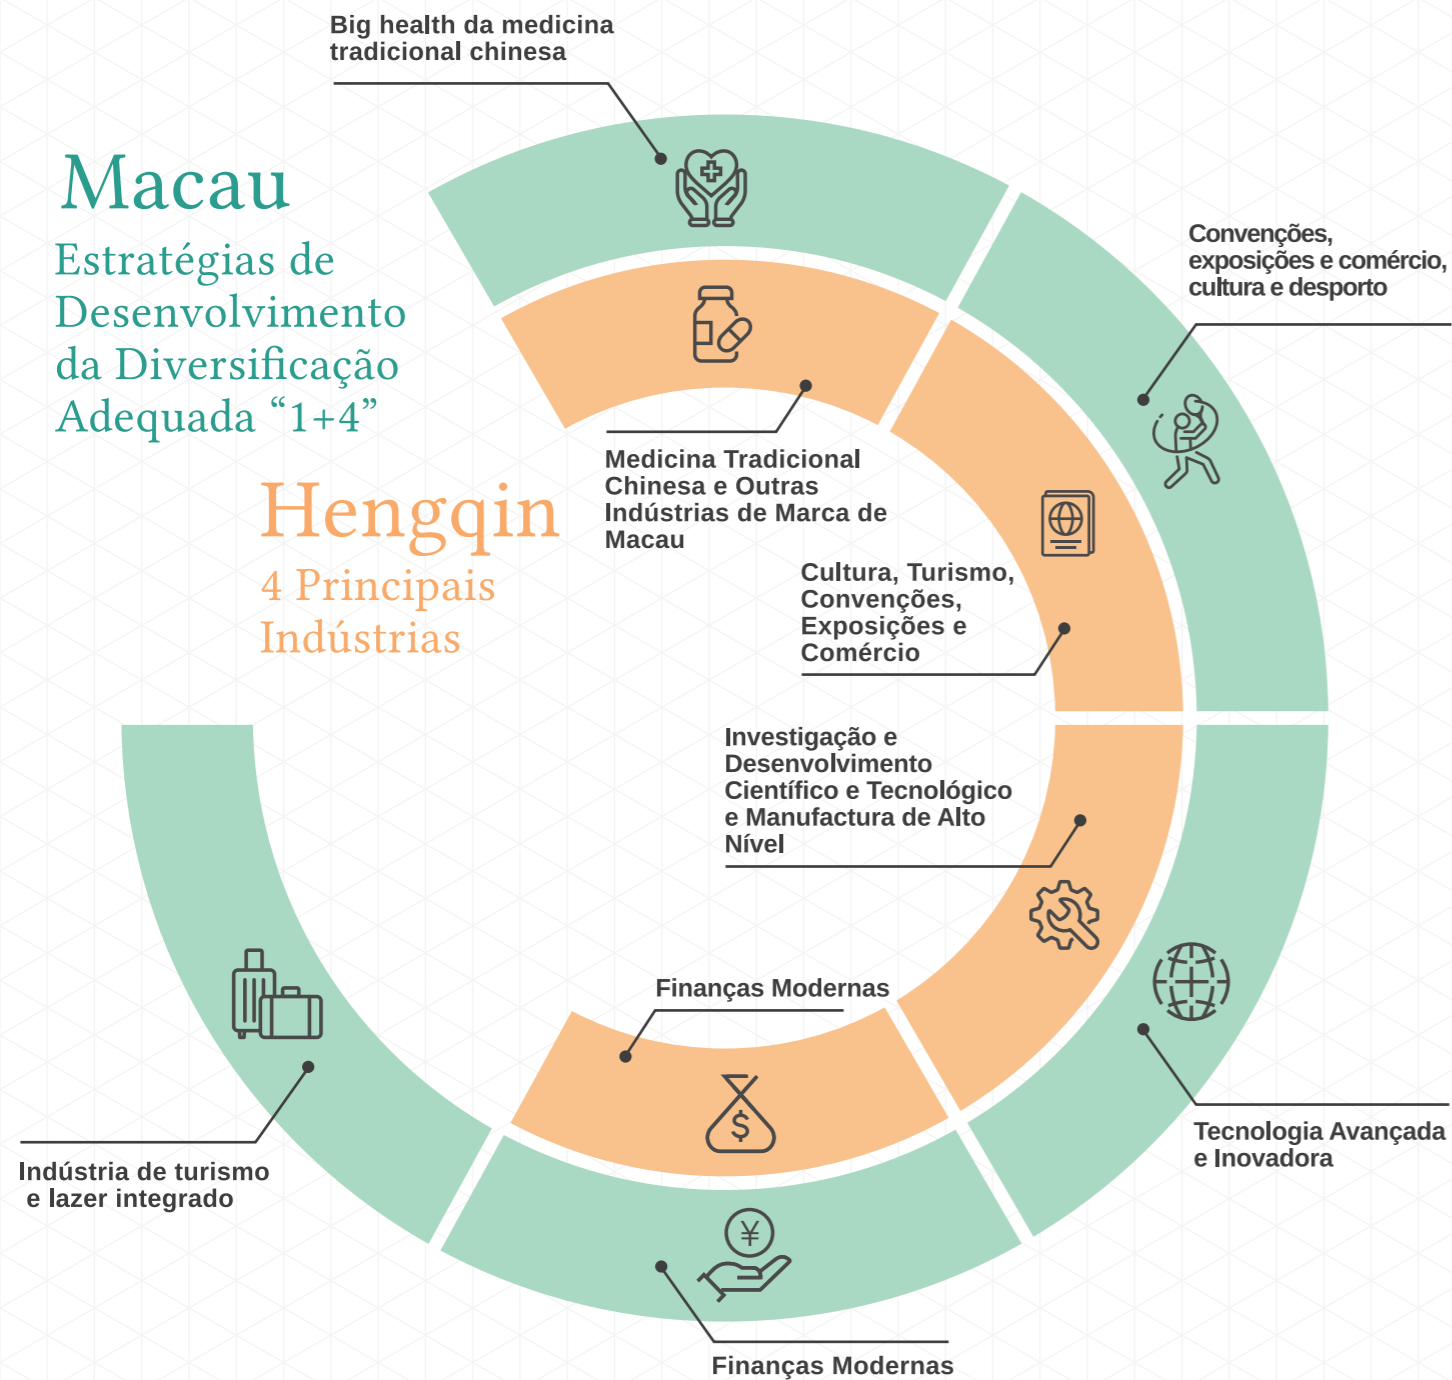 Big health da medicina
tradicional chinesa
Macau
Estratégias de
Desenvolvimento
da Diversificação
Adequada “1+4”
Convenções,
exposições e comércio,
cultura e desporto
Hengqin
4 Principais
Indústrias
Medicina Tradicional
Chinesa e Outras
Indústrias de Marca de
Macau
Cultura, Turismo,
Convenções,
Exposições e
Comércio
Investigação e
Desenvolvimento
Científico e Tecnológico
e Manufactura de Alto
Nível
Finanças Modernas
$
Tecnologia Avançada
e Inovadora
Indústria de turismo
e lazer integrado
¥
Finanças Modernas